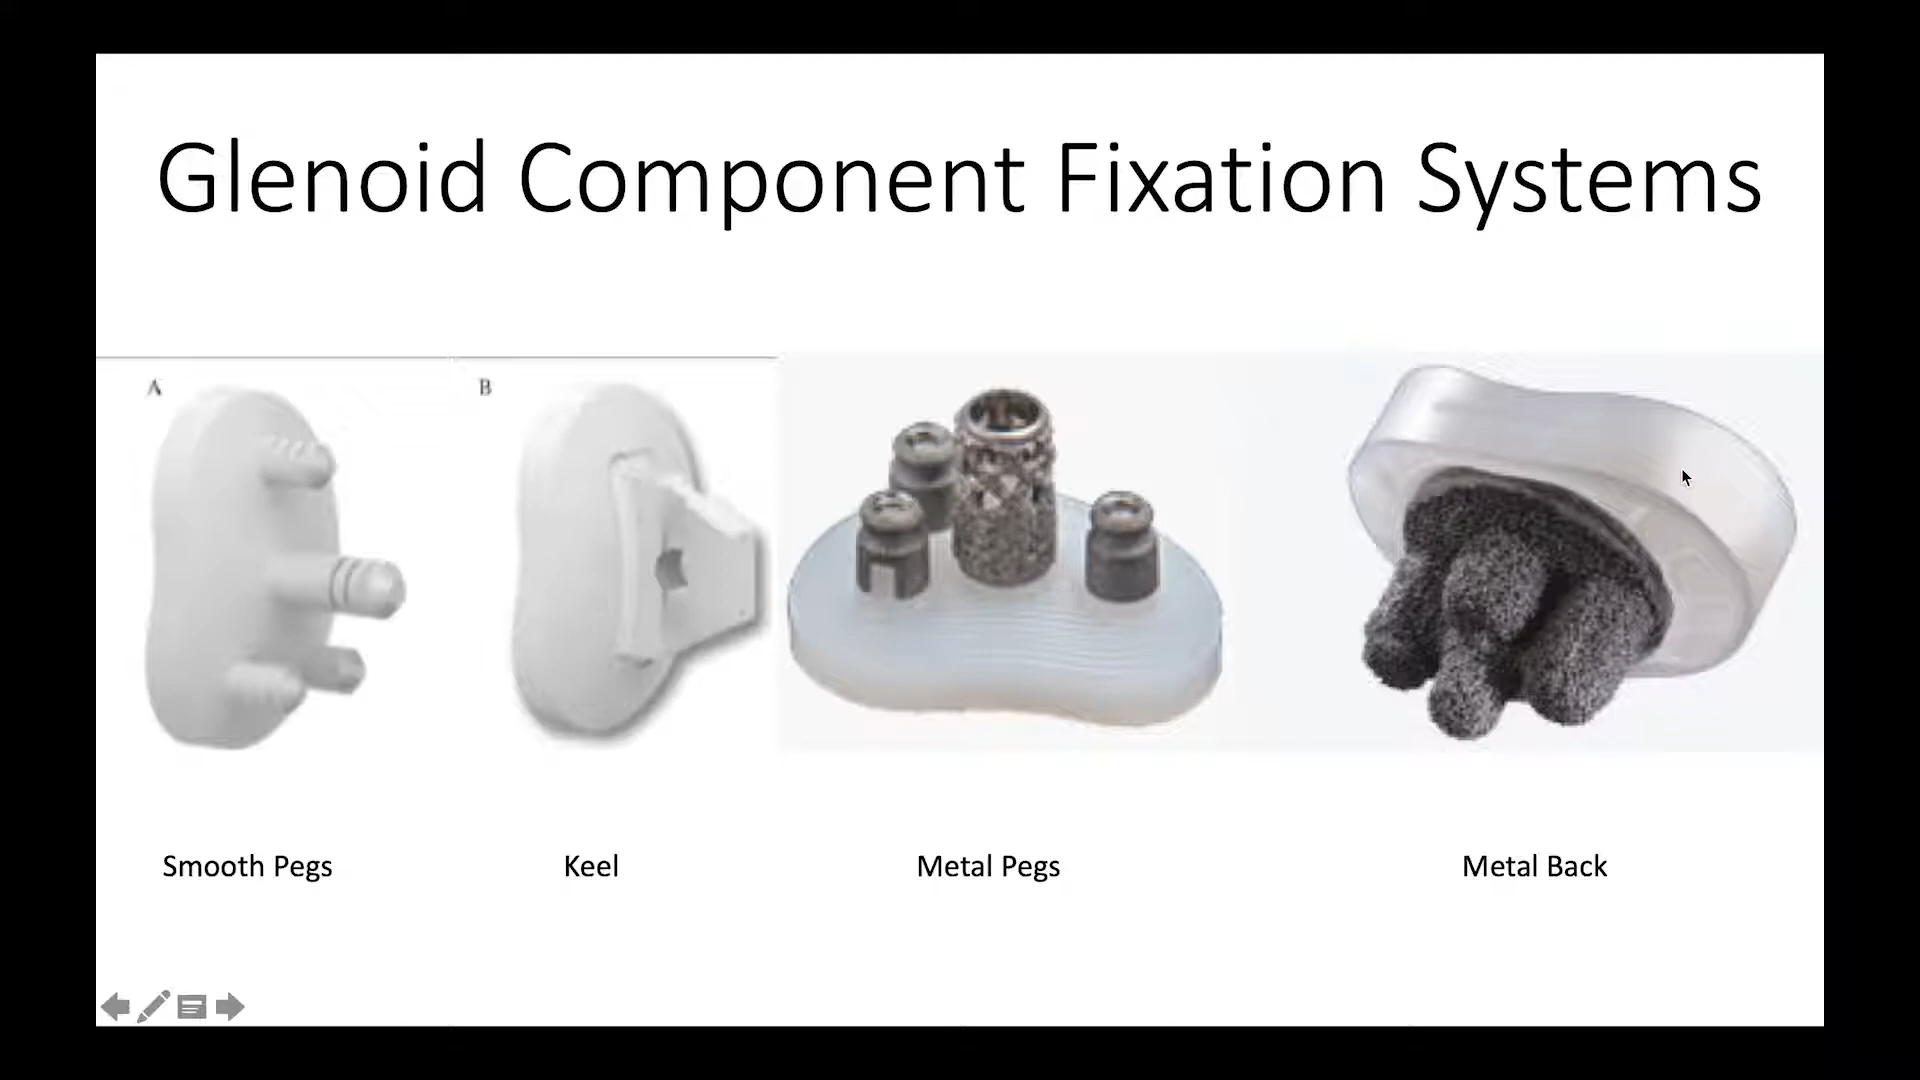 Glenoid Component Fixation Systems
A
B
Smooth Pegs
Keel
Metal Pegs
Metal Back